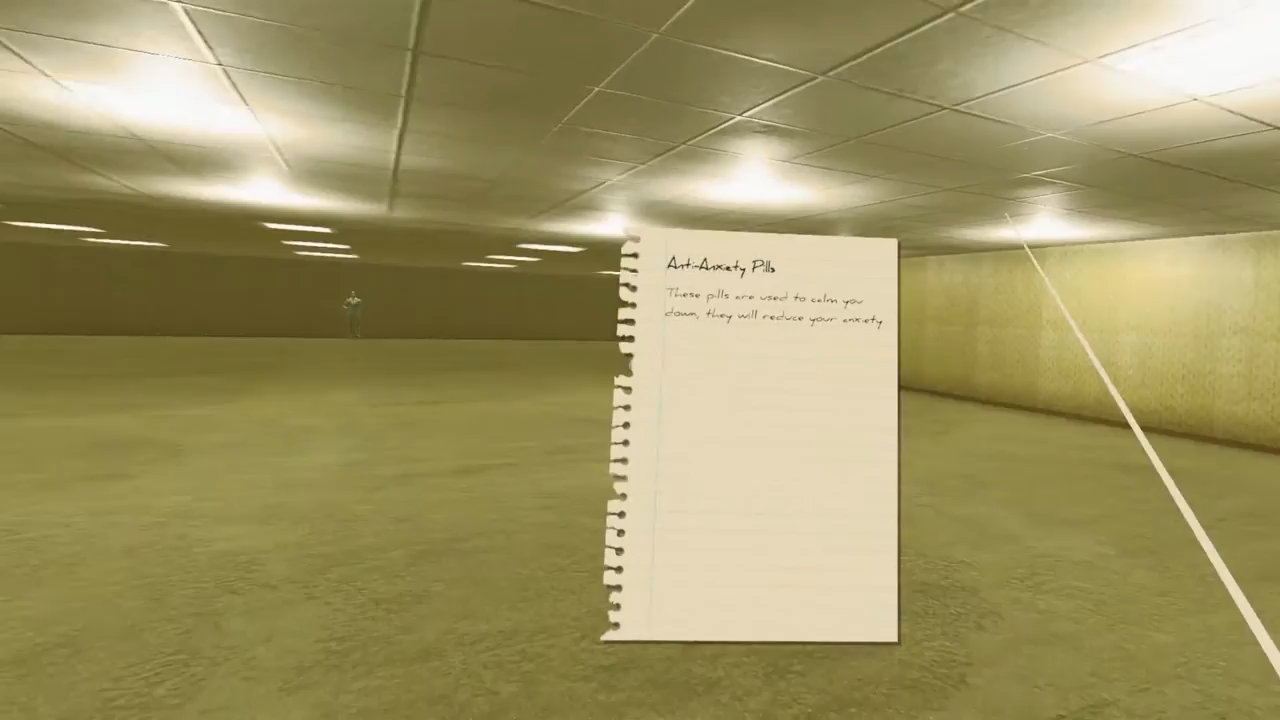 Anti-Anxiety Pills
These pills are used to calm you
down, they will reduce your anxiety